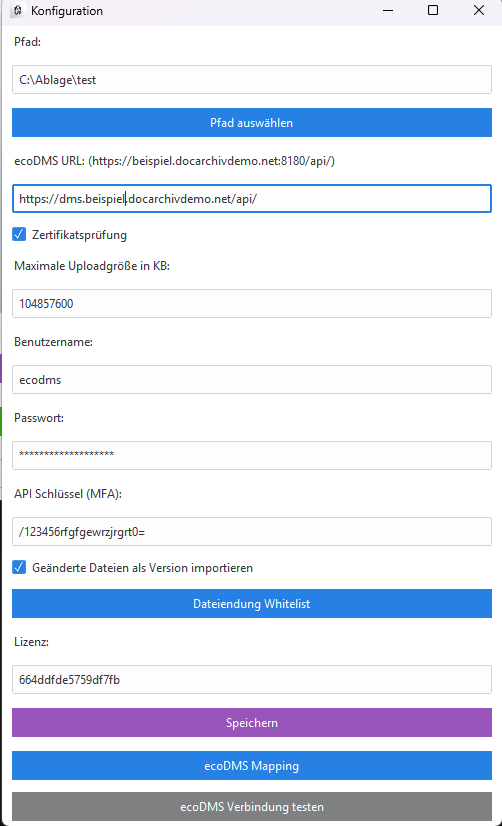 Konfiguration
Pfad:
C:\Ablage\test
Pfad auswählen
ecoDMS URL: (https://beispiel.docarchivdemo.net:8180/api/)
https://dms.beispiel.docarchivdemo.net/api/
Zertifikatsprüfung
Maximale Uploadgröße in KB:
104857600
Benutzername:
ecodms
Passwort:
*******************
API Schlüssel (MFA):
/123456rfgfgewrzjrgrt0=
Geänderte Dateien als Version importieren
Dateiendung Whitelist
Lizenz:
664ddfde5759df7fb
Speichern
ecoDMS Mapping
ecoDMS Verbindung testen